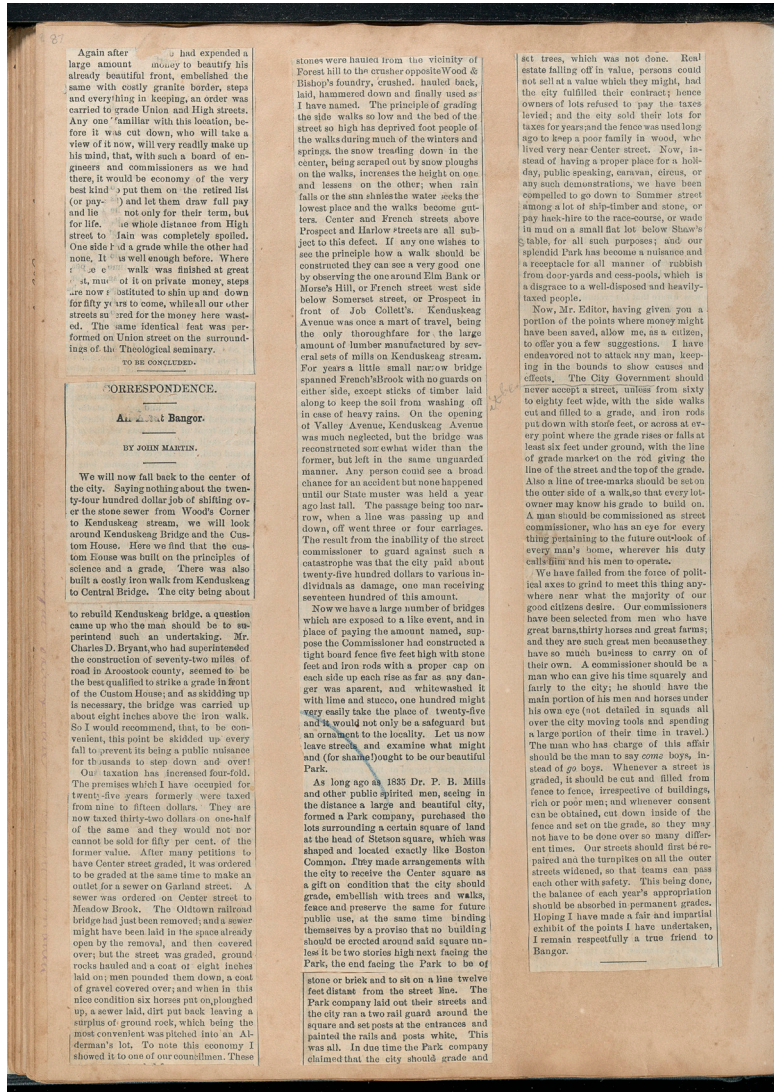 87
Again after had expended a
large amount money to beautify his
already beautiful front, embelished the
same with costly granite border, steps
and everything in keeping, an order was
carried to grade Union and High streets.
Any one familiar with this location, be-
fore it was cut down, who will take a
view of it now, will very readily make up
his mind, that, with such a board of en-
gineers and commissioners as we had
there, it would be economy of the very
best kind to put them on the retired list
(or pay- ) and let them draw full pay
and lie not only for their term, but
for life. The whole distance from High
street to Main was completely spoiled.
One side had a grade while the other had
none, It was well enough before. Where
walk was finished at great
of it on private money, steps
are now substituted to shin up and down
for fifty years to come, while all our other
streets suffered for the money here wast-
ed. The same identical feat was per-
formed on Union street on the surround-
ings of the Theological seminary.
TO BE CONCLUDED.
CORRESPONDENCE.
Bangor.
BY JOHN MARTIN.
We will now fall back to the center of
the city. Saying nothing about the twen-
ty-four hundred dollar job of shifting ov-
er the stone sewer from Wood's Corner
to Kenduskeag stream, we will look
around Kenduskeag Bridge and the Cus-
tom House. Here we find that the cus-
tom House was built on the principles of
science and a grade. There was also
built a costly iron walk from Kenduskeag
to Central Bridge. The city being about
to rebuild Kenduskeag bridge. a question
came up who the man should be to su-
perintend such an undertaking. Mr.
Charles D. Bryant, who had superintended
the construction of seventy-two miles of
road in Aroostook county, seemed to be
the best qualified to strike a grade in front
of the Custom House; and as skidding up
is necessary, the bridge was carried up
about eight inches above the iron walk.
So I would recommend, that, to be con-
venient, this point be skidded up every
fall to prevent its being a public nuisance
for thousands to step down and over!
Our taxation has increased four-fold.
The premises which I have occupied for
twenty-five years formerly were taxed
from nine to fifteen dollars. They are
now taxed thirty-two dollars on one-half
of the same and they would not nor
cannot be sold for fifty per cent. of the
former value. After many petitions to
have Center street graded, it was ordered
to be graded at the same time to make an
outlet for a sewer on Garland street. A
sewer was ordered on Center street to
Meadow Brook. The Oldtown railroad
bridge had just been removed; and a sewer
might have been laid in the space already
open by the removal, and then covered
over; but the street was graded, ground
rocks hauled and a coat of eight inches
laid on; men pounded them down, a coat
of gravel covered over; and when in this
nice condition six horses put on, ploughed
up, a sewer laid, dirt put back leaving a
surplus of ground rock, which being the
most convenient was pitched into an Al-
derman's lot. To note this economy I
showed it to one of our councilmen. These
stones were hauled from the vicinity of
Forest hill to the crusher opposite Wood &
Bishop's foundry, crushed. hauled back,
laid, hammered down and finally used as
I have named. The principle of grading
the side walks so low and the bed of the
street so high has deprived foot people of
the walks during much of the winters and
springs. the snow treading down in the
center, being scraped out by snow ploughs
on the walks, increases the height on one
and lessens on the other; when rain
falls or the sun shines the water seeks the
lowest place and the walks become gut-
ters. Center and French streets above
Prospect and Harlow streets are all sub-
ject to this defect. If any one wishes to
see the principle how a walk should be
constructed they can see a very good one
by observing the one around Elm Bank or
Morse's Hill, or French street west side
below Somerset street, or Prospect in
front of Job Collett's. Kenduskeag
Avenue was once a mart of travel, being
the only thoroughfare for the large
amount of lumber manufactured by sev-
eral sets of mills on Kenduskeag stream.
For years a little small narrow bridge
spanned French's Brook with no guards on
either side, except sticks of timber laid
along to keep the soil from washing off
in case of heavy rains. On the opening
of Valley Avenue, Kenduskeag Avenue
was much neglected, but the bridge was
reconstructed somewhat wider than the
former, but left in the same unguarded
manner. Any person could see a broad
chance for an accident but none happened
until our State muster was held a year
ago last fall. The passage being too nar-
row, when a line was passing up and
down, off went three or four carriages.
The result from the inability of the street
commissioner to guard against such a
catastrophe was that the city paid about
twenty-five hundred dollars to various in-
dividuals as damage, one man receiving
seventeen hundred of this amount.
Now we have a large number of bridges
which are exposed to a like event, and in
place of paying the amount named, sup-
pose the Commissioner had constructed a
tight board fence five feet high with stone
feet and iron rods with a proper cap on
each side up each rise as far as any dan-
ger was aparent, and whitewashed it
with lime and stucco, one hundred might
very easily take the place of twenty-five
and it would not only be a safeguard but
an ornament to the locality. Let us now
leave streets and examine what might
and (for shame!) ought to be our beautiful
Park.
As long ago as 1835 Dr. P. B. Mills
and other public spirited men, seeing in
the distance a large and beautiful city,
formed a Park company, purchased the
lots surrounding a certain square of land
at the head of Stetson square, which was
shaped and located exactly like Boston
Common. They made arrangements with
the city to receive the Center square as
a gift on condition that the city should
grade, embellish with trees and walks,
fence and preserve the same for future
public use, at the same time binding
themselves by a proviso that no building
should be erected around said square un-
less it be two stories high next facing the
Park, the end facing the Park to be of
stone or briek and to sit on a line twelve
feet distant from the street line. The
Park company laid out their streets and
the city ran a two rail guard around the
square and set posts at the entrances and
painted the rails and posts white, This
was all. In due time the Park company
claimed that the city should grade and
set trees, which was not done. Real
estate falling off in value, persons could
not sell at a value which they might, had
the city fulfilled their contract; hence
owners of lots refused to pay the taxes
levied; and the city sold their lots for
taxes for years; and the fence was used long
ago to keep a poor family in wood, who
lived very near Center street. Now, in-
stead of having a proper place for a holi-
day, public speaking, caravan, circus, or
any such demonstrations, we have been
compelled to go down to Summer street
among a lot of ship-timber and stone, or
pay hack-hire to the race-course, or wade
in mud on a small flat lot below Shaw's
Stable, for all such purposes; and our
splendid Park has become a nuisance and
a receptacle for all manner of rubbish
from door-yards and cess-pools, which is
a disgrace to a well-disposed and heavily-
taxed people.
Now, Mr. Editor, having given you a
portion of the points where money might
have been saved, allow me, as a citizen,
to offer you a few suggestions. I have
endeavored not to attack any man, keep-
ing in the bounds to show causes and
effects. The City Government should
never accept a street, unless from sixty
to eighty feet wide, with the side walks
cut and filled to a grade, and iron rods
put down with stone feet, or across at ev-
ery point where the grade rises or falls at
least six feet under ground, with the line
of grade market on the rod giving the
line of the street and the top of the grade.
Also a line of tree-marks should be set on
the outer side of a walk, so that every lot-
owner may know his grade to build on.
A man should be commissioned as street
commissioner, who has an eye for every
thing pertaining to the future out-look of
every man's home, wherever his duty
calls him and his men to operate.
We have failed from the force of polit-
ical axes to grind to meet this thing any-
where near what the majority of our
good citizens desire. Our commissioners
have been selected from men who have
great barns, thirty horses and great farms;
and they are such great men because they
have so much business to carry on of
their own. A commissioner should be a
man who can give his time squarely and
fairly to the city; he should have the
main portion of his men and horses under
his own eye (not detailed in squads all
over the city moving tools and spending
a large portion of their time in travel.)
The man who has charge of this affair
should be the man to say come boys, in-
stead of go boys. Whenever a street is
graded, it should be cut and filled from
fence to fence, irrespective of buildings,
rich or poor men; and whenever consent
can be obtained, cut down inside of the
fence and set on the grade, so they may
not have to be done over so many differ-
ent times. Our streets should first be re-
paired and the turnpikes on all the outer
streets widened, so that teams can pass
each other with safety. This being done,
the balance of each year's appropriation
should be absorbed in permanent grades.
Hoping I have made a fair and impartial
exhibit of the points I have undertaken,
I remain respectfully a true friend to
Bangor.